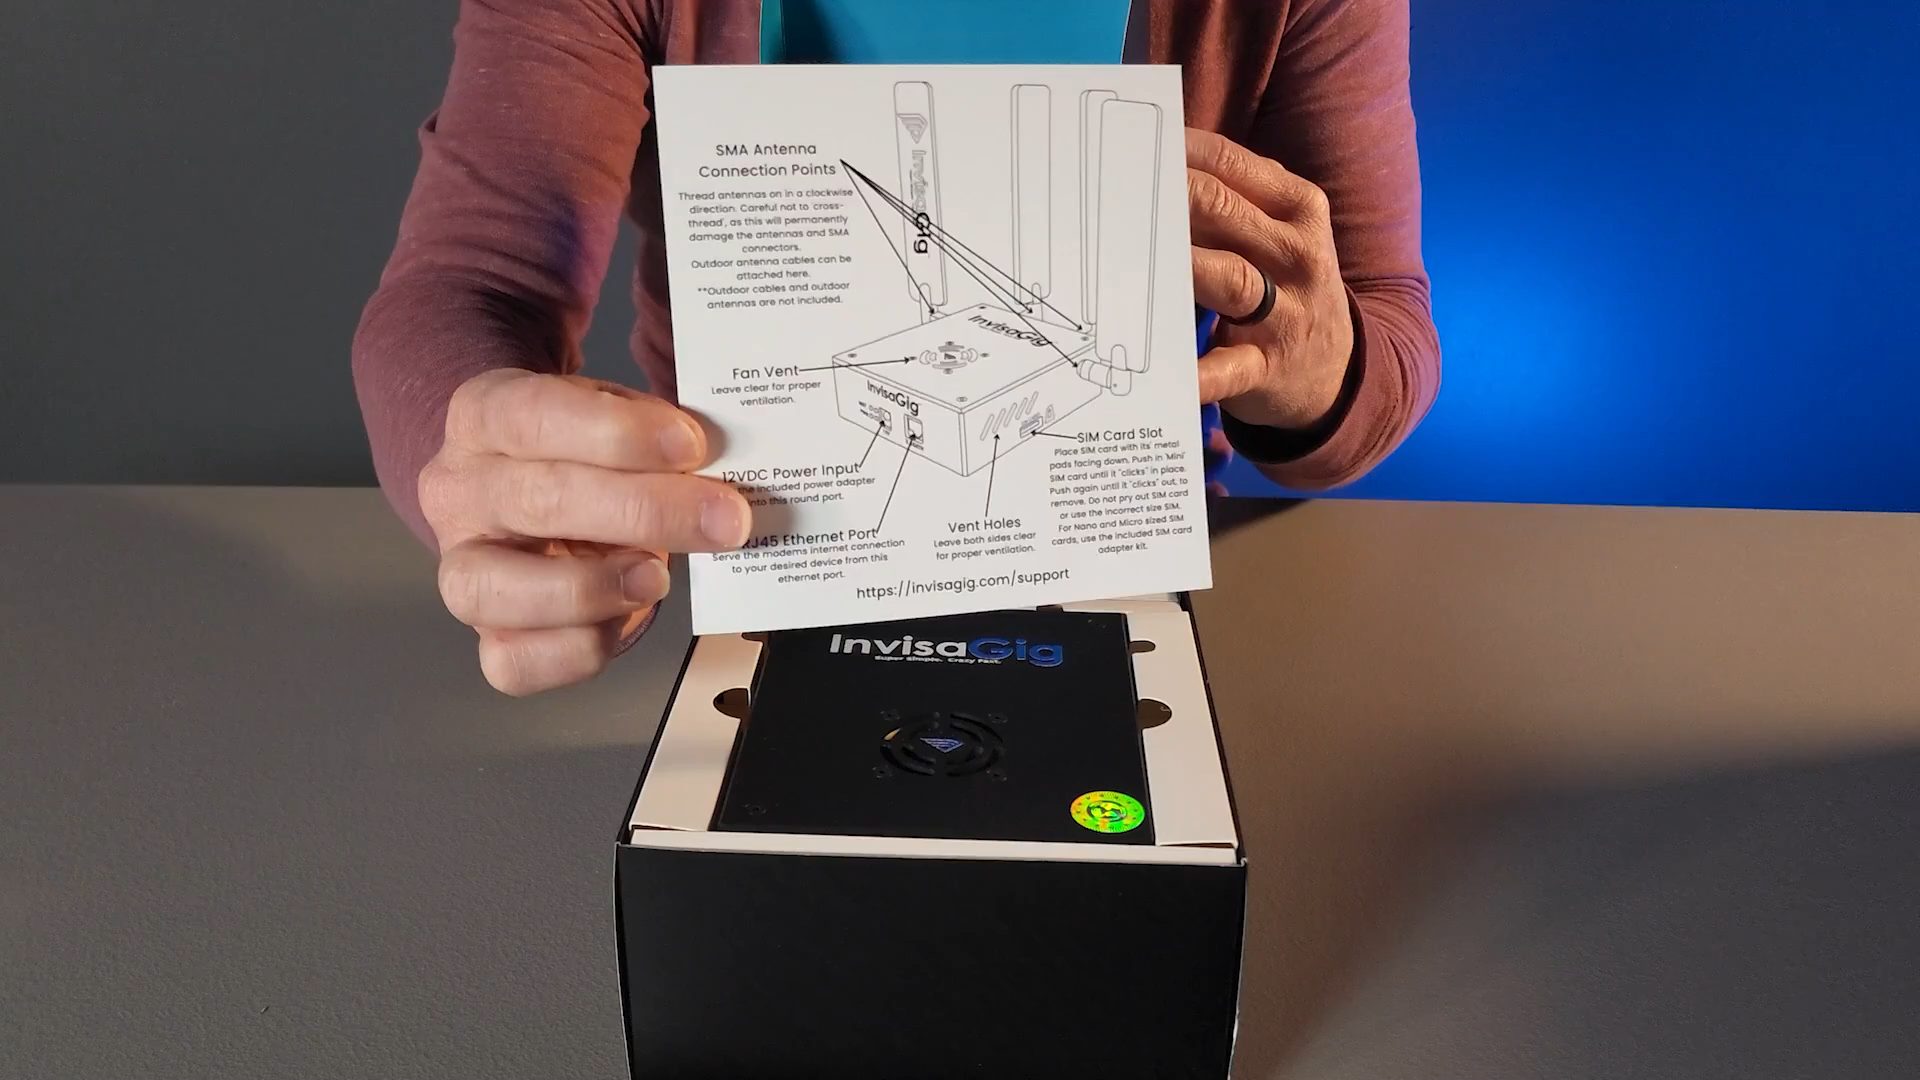 SMA Antenna
Connection Points
Thread antennas on in a clockwise
direction. Careful not to 'cross-
thread', as this will permanently
damage the antennas and SMA
connectors.
Outdoor antenna cables can be
attached here.
**Outdoor cables and outdoor
antennas are not included.
InvisaGig
InvisaGig
Fan Vent
Leave clear for proper
ventilation.
InvisaGig
12VDC Power Input
the included power adapter
into this round port.
RJ45 Ethernet Port
Serve the modems internet connection
to your desired device from this
ethernet port.
Vent Holes
Leave both sides clear
for proper ventilation.
SIM Card Slot
Place SIM card with its' metal
pads facing down. Push in 'Mini'
SIM card until it "clicks" in place.
Push again until it "clicks" out, to
remove. Do not pry out SIM card
or use the incorrect size SIM.
For Nano and Micro sized SIM
cards, use the included SIM card
adapter kit.
https://invisagig.com/support
InvisaGig
Super Simple. Crazy Fast.